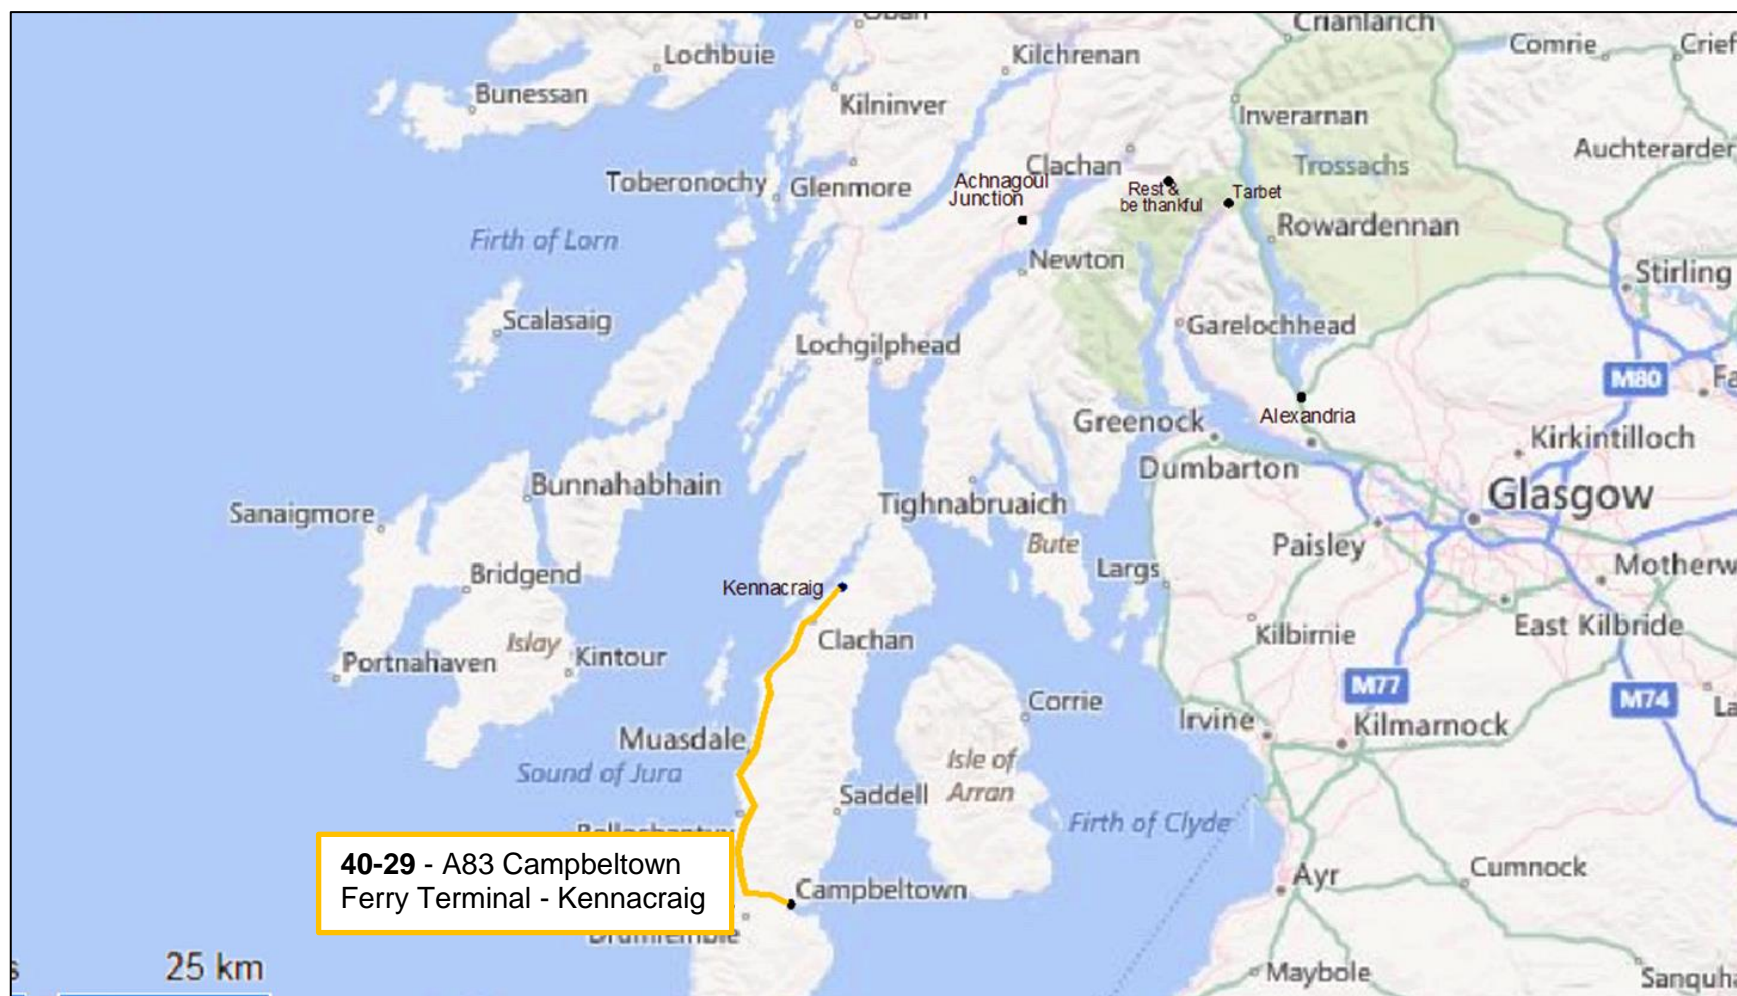 Crianlarich
Comrie
Lochbuie
Kilchrenan
Bunessan
Kilninver
Inverarnan
Auchterarder
Clachan
Trossachs
Toberonochy
Glenmore
Achnagoul
Junction
Rest &
be thankful
Tarbet
Rowardennan
Firth of Lorn
Newton
Stirling
Scalasaig
Garelochhead
Lochgilphead
M80
Alexandria
Greenock
Kirkintilloch
Dumbarton
Bunnahabhain
Glasgow
Sanaigmore
Tighnabruaich
Bute
Paisley
Largs
Motherw
Bridgend
Kennacraig
East Kilbride
Kilbirnie
Clachan
Islay
Kintour
Portnahaven
M77
M74
Corrie
Irvine
Kilmarnock
Muasdale
Sound of Jura
Isle of
Arran
Saddell
Firth of Clyde
40-29 - A83 Campbeltown
Ferry Terminal - Kennacraig
Campbeltown
Ayr
Cumnock
25 km
Maybole
Sanquh